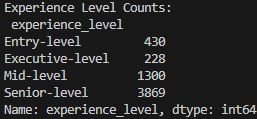 Experience Level Counts:
experience_level
Entry-level 430
Executive-level 228
Mid-level 1300
Senior-level 3869
Name: experience_level, dtype: int64